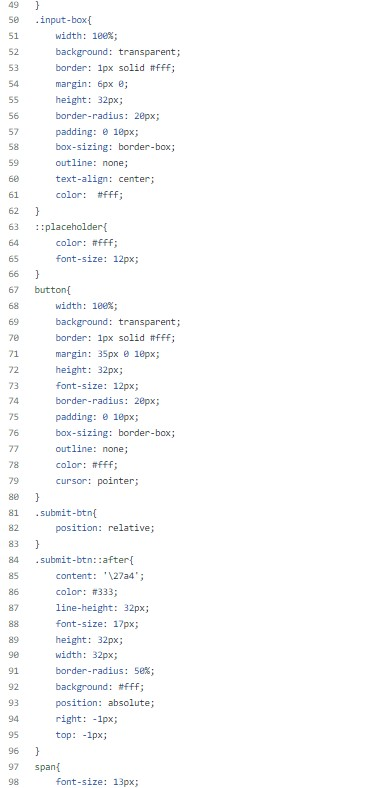 49 }
50 .input-box{
51 width: 100%;
52 background: transparent;
53 border: 1px solid #fff;
54 margin: 6px 0;
55 height: 32px;
56 border-radius: 20px;
57 padding: 0 10px;
58 box-sizing: border-box;
59 outline: none;
60 text-align: center;
61 color:  #fff;
62 }
63 ::placeholder{
64 color: #fff;
65 font-size: 12px;
66 }
67 button{
68 width: 100%;
69 background: transparent;
70 border: 1px solid #fff;
71 margin: 35px 0 10px;
72 height: 32px;
73 font-size: 12px;
74 border-radius: 20px;
75 padding: 0 10px;
76 box-sizing: border-box;
77 outline: none;
78 color: #fff;
79 cursor: pointer;
80 }
81 .submit-btn{
82 position: relative;
83 }
84 .submit-btn::after{
85 content: '\27a4';
86 color: #333;
87 line-height: 32px;
88 font-size: 17px;
89 height: 32px;
90 width: 32px;
91 border-radius: 50%;
92 background: #fff;
93 position: absolute;
94 right: -1px;
95 top: -1px;
96 }
97 span{
98 font-size: 13px;